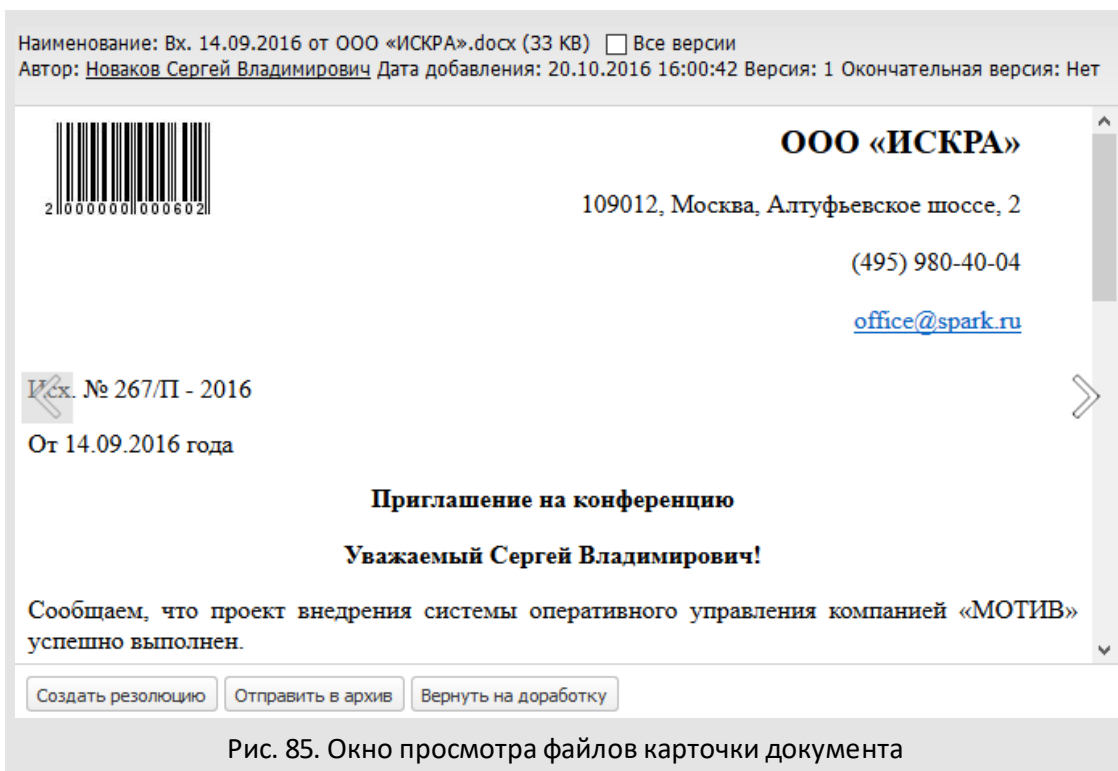 Наименование: Вх. 14.09.2016 от ООО «ИСКРА».docx (33 KB) Все версии
Автор: Новаков Сергей Владимирович Дата добавления: 20.10.2016 16:00:42 Версия: 1 Окончательная версия: Нет
2 000000 000602
ООО «ИСКРА»
109012, Москва, Алтуфьевское шоссе, 2
(495) 980-40-04
office@spark.ru
Исх. № 267/П - 2016
От 14.09.2016 года
Приглашение на конференцию
Уважаемый Сергей Владимирович!
Сообщаем, что проект внедрения системы оперативного управления компанией «МОТИВ»
успешно выполнен.
Создать резолюцию Отправить в архив Вернуть на доработку
Рис. 85. Окно просмотра файлов карточки документа